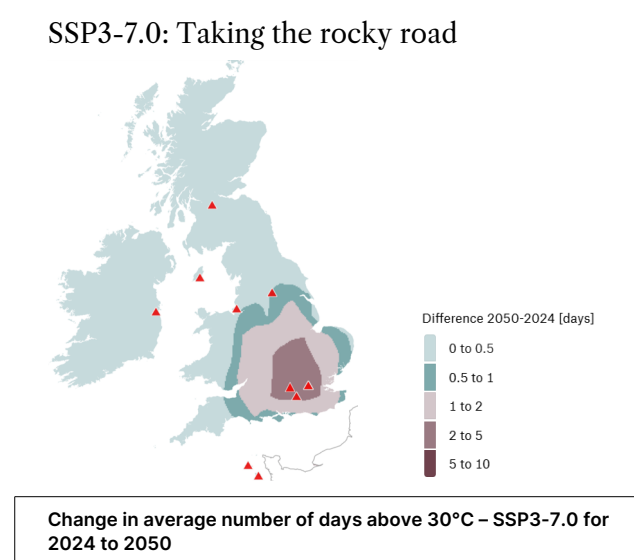 SSP3-7.0: Taking the rocky road
Difference 2050-2024 [days]
0 to 0.5
0.5 to 1
1 to 2
2 to 5
5 to 10
Change in average number of days above 30°C – SSP3-7.0 for
2024 to 2050